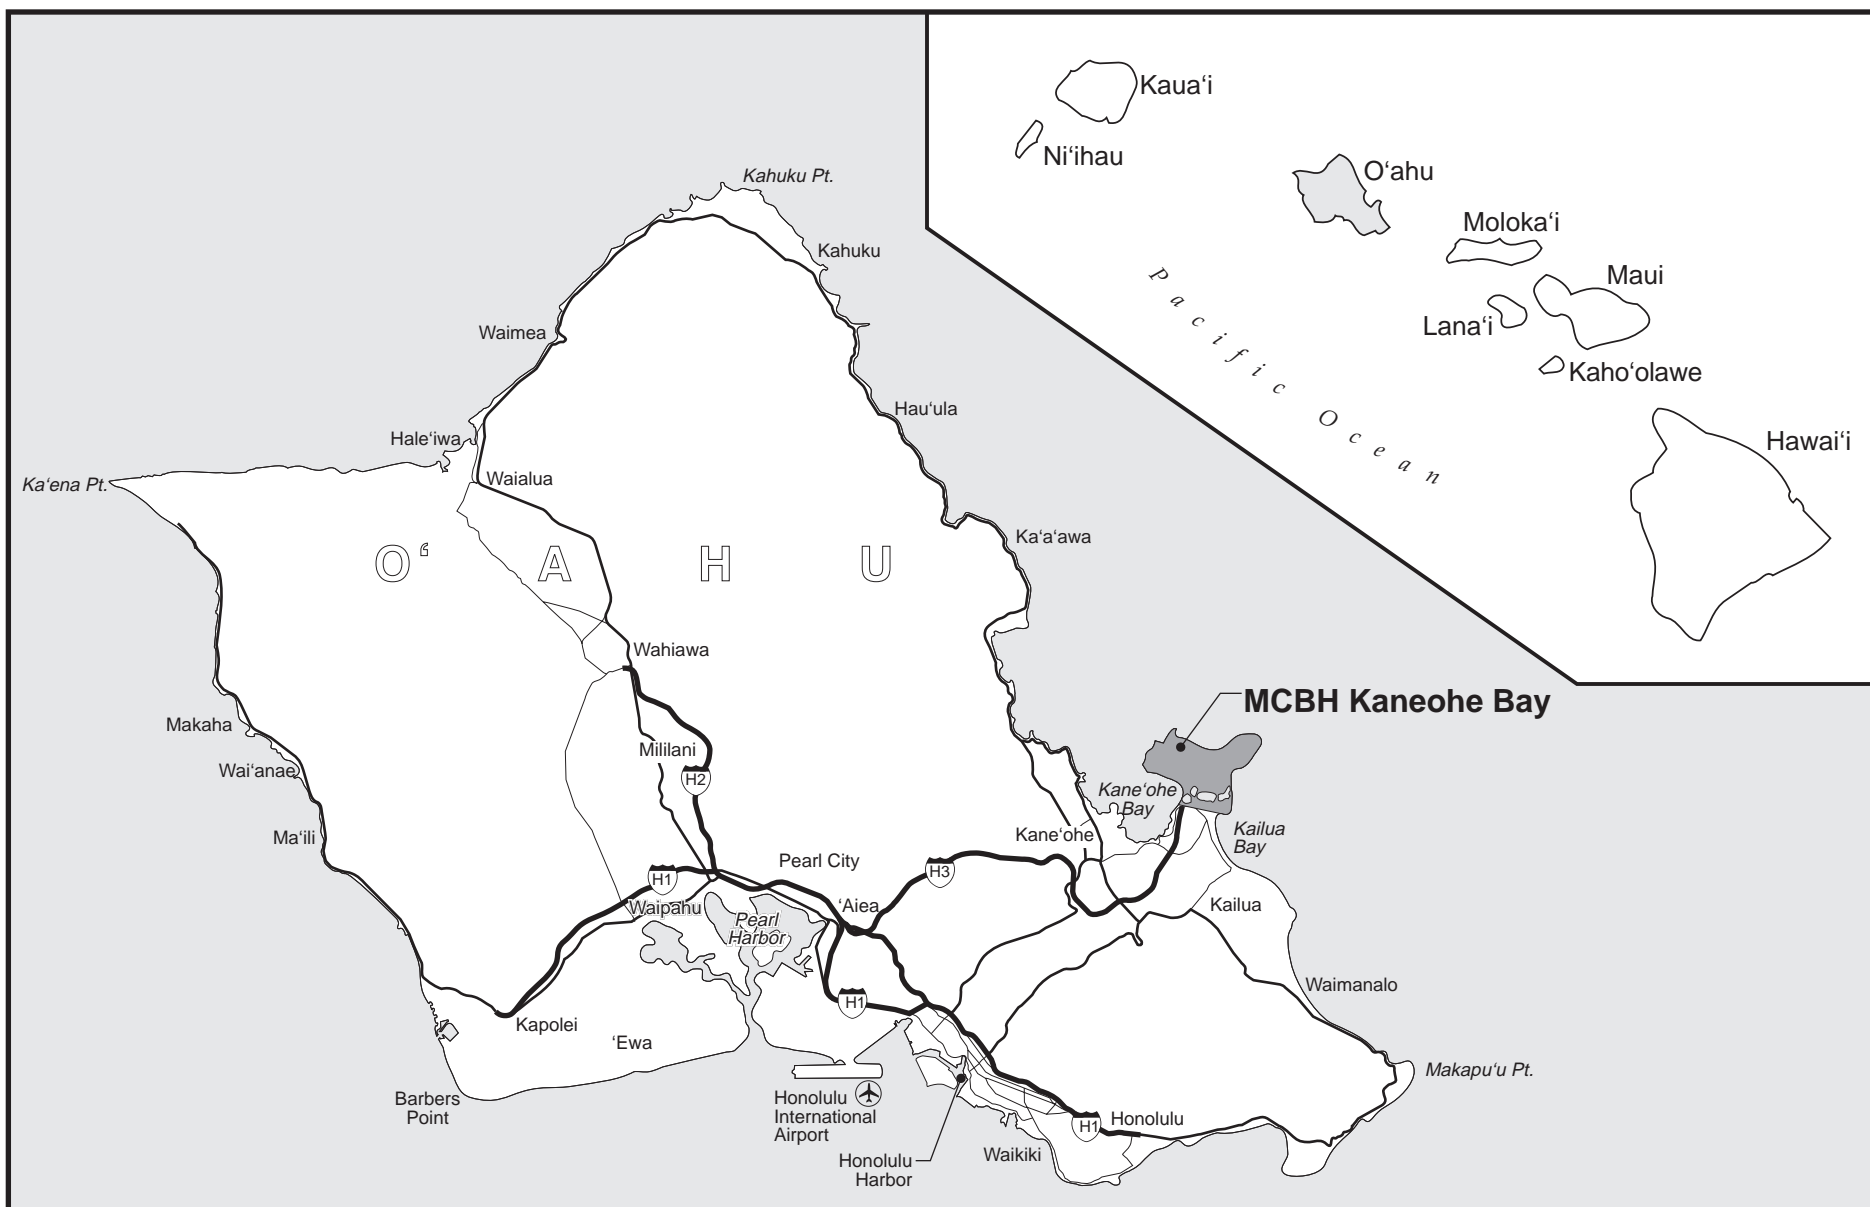 Kaua‘i
Ni‘ihau
O‘ahu
Moloka‘i
Maui
Lana‘i
Kaho‘olawe
Hawai‘i
Pacific Ocean
Kahuku Pt.
Kahuku
Waimea
Hau‘ula
Hale‘iwa
Ka‘ena Pt.
Waialua
Ka‘a‘awa
O‘AHU
Wahiawa
MCBH Kaneohe Bay
Makaha
Mililani
Wai‘anae
H2
Kane‘ohe
Bay
Ma‘ili
Kane‘ohe
Kailua
Bay
Pearl City
H3
H1
Waipahu
‘Aiea
Kailua
Pearl
Harbor
Waimanalo
H1
Kapolei
‘Ewa
Makapu‘u Pt.
Barbers
Point
Honolulu
International
Airport
H1
Honolulu
Waikiki
Honolulu
Harbor